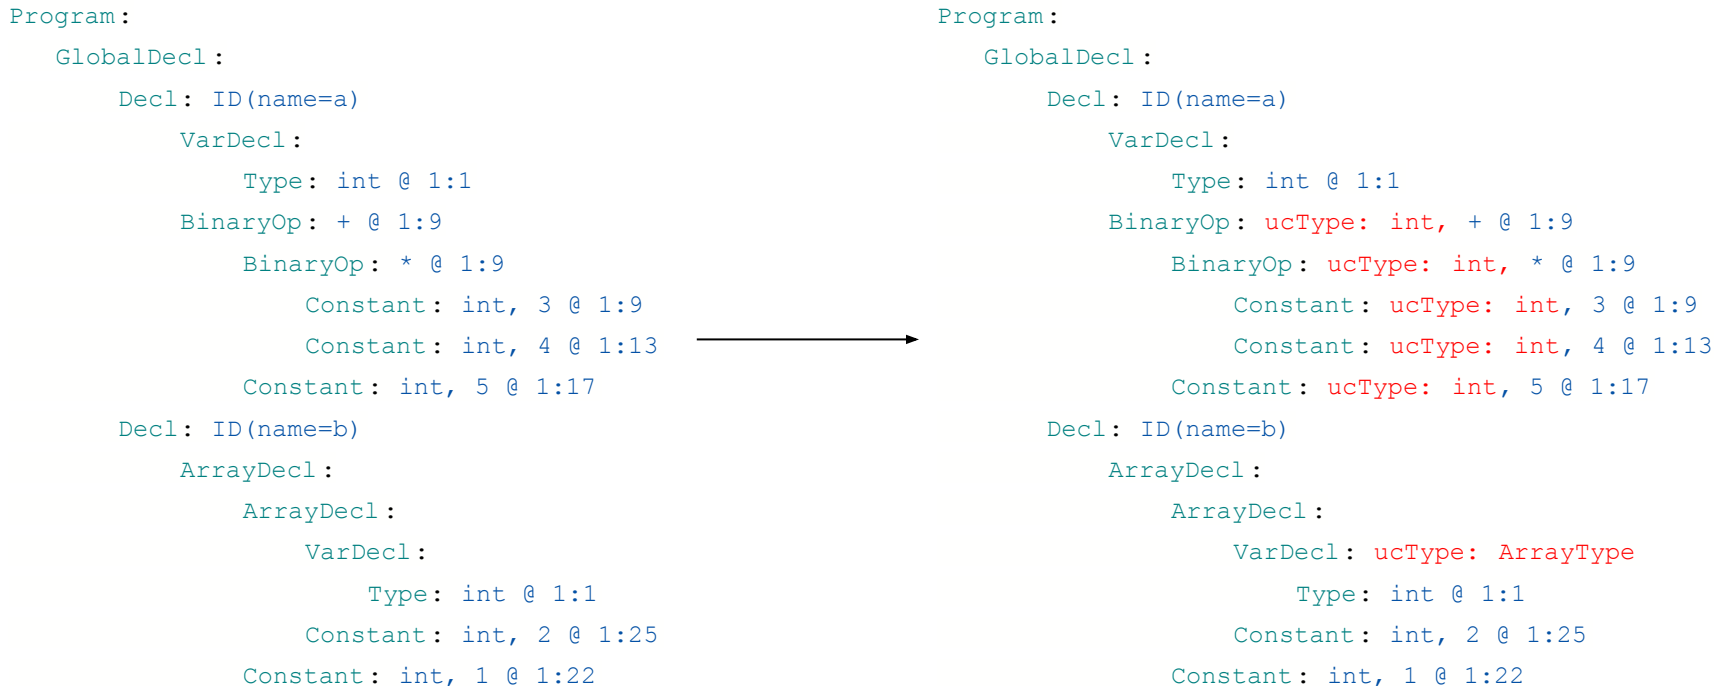 Program:
GlobalDecl:
Decl: ID(name=a)
VarDecl:
Type: int @ 1:1
BinaryOp: + @ 1:9
BinaryOp: * @ 1:9
Constant: int, 3 @ 1:9
Constant: int, 4 @ 1:13
Constant: int, 5 @ 1:17
Decl: ID(name=b)
ArrayDecl:
ArrayDecl:
VarDecl:
Type: int @ 1:1
Constant: int, 2 @ 1:25
Constant: int, 1 @ 1:22
Program:
GlobalDecl:
Decl: ID(name=a)
VarDecl:
Type: int @ 1:1
BinaryOp: ucType: int, + @ 1:9
BinaryOp: ucType: int, * @ 1:9
Constant: ucType: int, 3 @ 1:9
Constant: ucType: int, 4 @ 1:13
Constant: ucType: int, 5 @ 1:17
Decl: ID(name=b)
ArrayDecl:
ArrayDecl:
VarDecl: ucType: ArrayType
Type: int @ 1:1
Constant: int, 2 @ 1:25
Constant: int, 1 @ 1:22